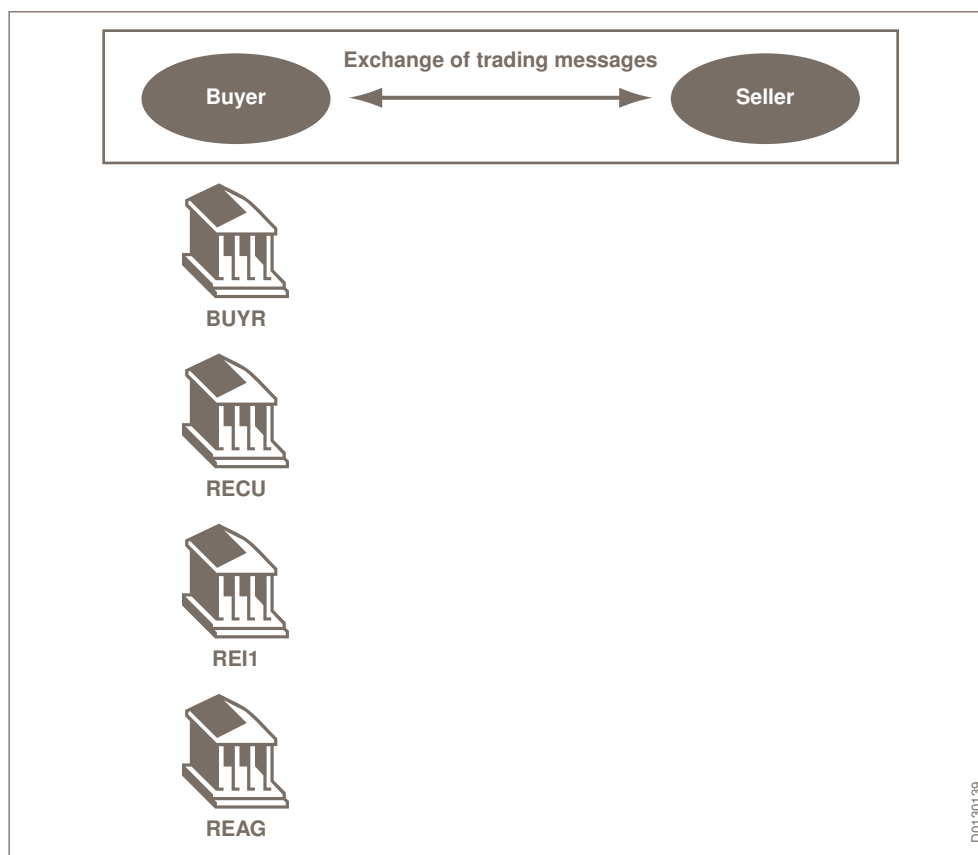 Exchange of trading messages
Buyer
Seller
BUYR
RECU
REI1
REAG
D0130139